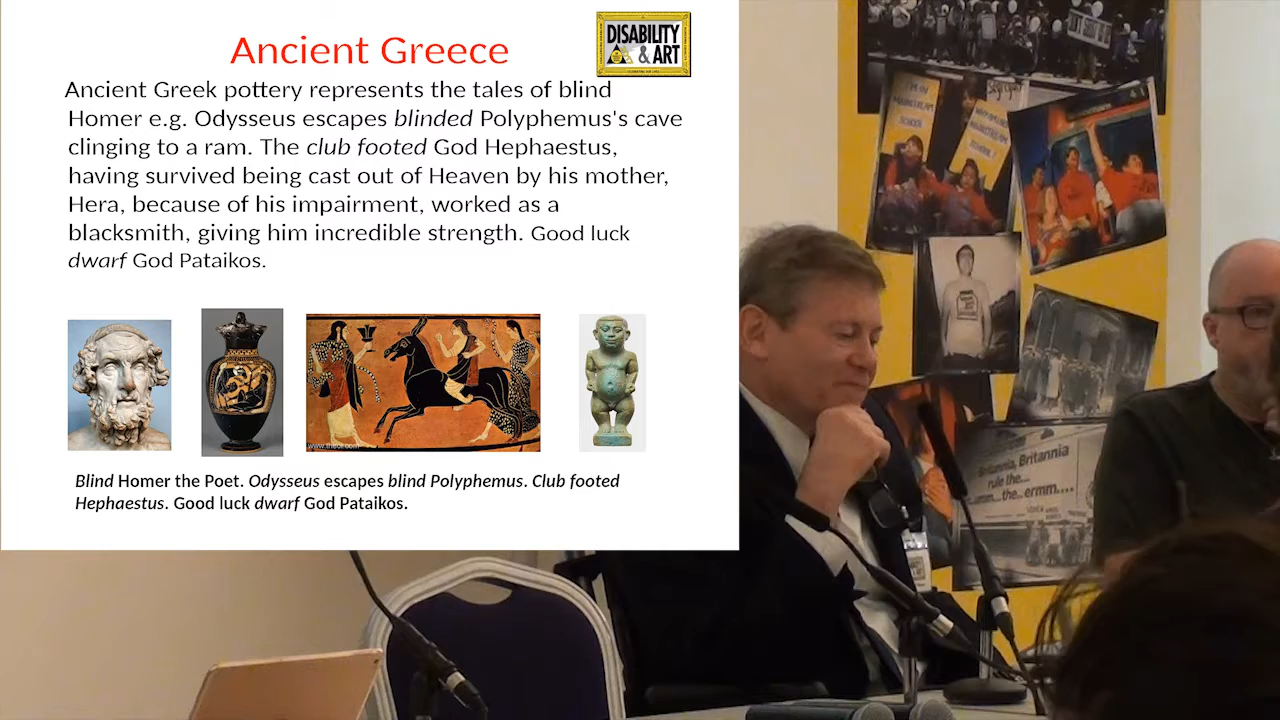 Ancient Greece
DISABILITY
& ART
Ancient Greek pottery represents the tales of blind
Homer e.g. Odysseus escapes blinded Polyphemus's cave
clinging to a ram. The club footed God Hephaestus,
having survived being cast out of Heaven by his mother,
Hera, because of his impairment, worked as a
blacksmith, giving him incredible strength. Good luck
dwarf God Pataikos.
Blind Homer the Poet. Odysseus escapes blind Polyphemus. Club footed
Hephaestus. Good luck dwarf God Pataikos.
SCHOOL
Britannia, Britannia
rule the...
the.. ermm....